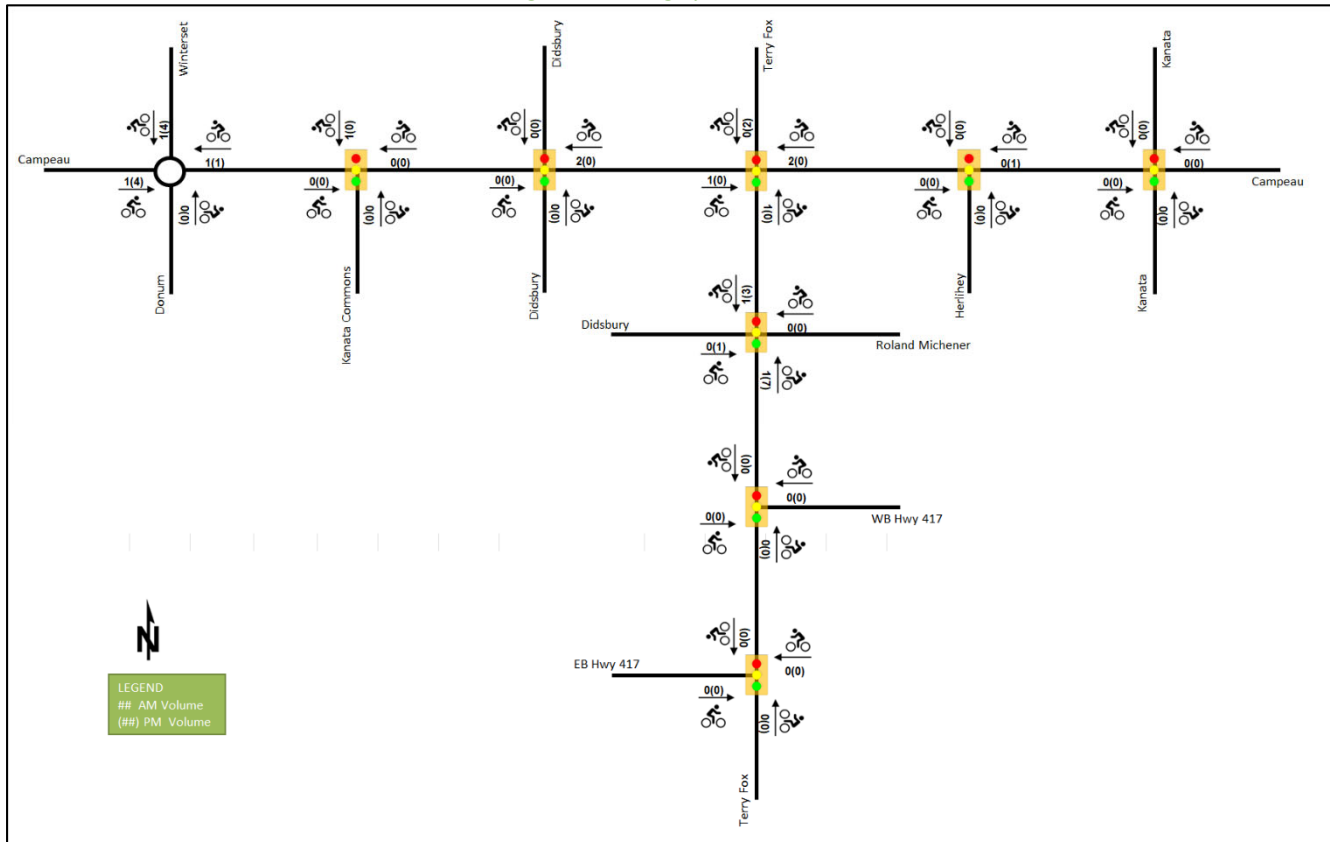 Winterset
Didsbury
Terry Fox
Kanata
1(4)
1(0)
0(0)
0(2)
0(0)
0(0)
Campeau
1(1)
0(0)
2(0)
2(0)
0(1)
0(0)
Campeau
1(4)
0(0)
0(0)
1(0)
0(0)
0(0)
0(0)
0(0)
0(0)
1(0)
0(0)
0(0)
Donum
Kanata Commons
Didsbury
Herlihey
Kanata
1(3)
Didsbury
0(0)
Roland Michener
0(1)
1(7)
0(0)
0(0)
WB Hwy 417
0(0)
0(0)
N
0(0)
EB Hwy 417
0(0)
0(0)
0(0)
LEGEND
## AM Volume
(##) PM Volume
Terry Fox